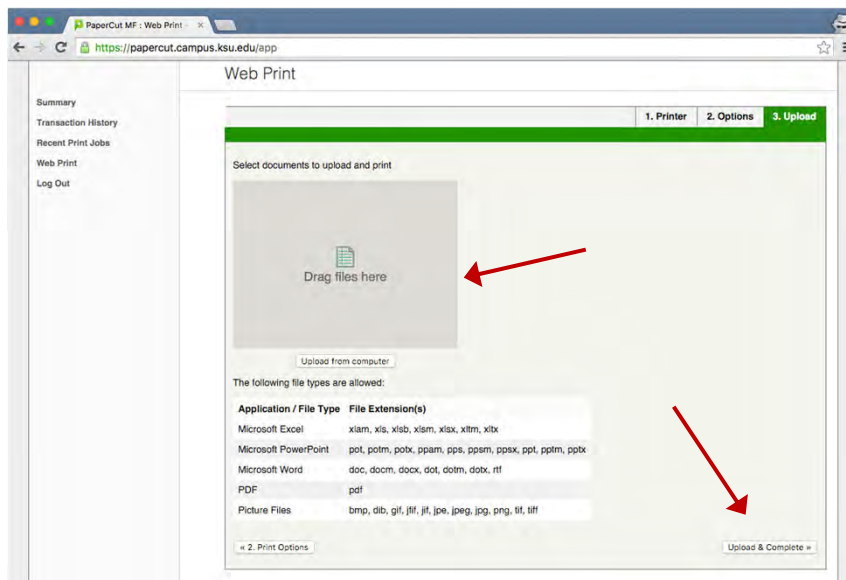 PaperCut MF : Web Print
https://papercut.campus.ksu.edu/app
Web Print
Summary
Transaction History
Recent Print Jobs
Web Print
Log Out
1. Printer 2. Options 3. Upload
Select documents to upload and print
Drag files here
Upload from computer
The following file types are allowed:
Application / File Type File Extension(s)
Microsoft Excel xlam, xls, xlsb, xlsm, xlsx, xltm, xltx
Microsoft PowerPoint pot, potm, potx, ppam, pps, ppsm, ppsx, ppt, pptm, pptx
Microsoft Word doc, docm, docx, dot, dotm, dotx, rtf
PDF pdf
Picture Files bmp, dib, gif, jfif, jif, jpe, jpeg, jpg, png, tif, tiff
« 2. Print Options
Upload & Complete »